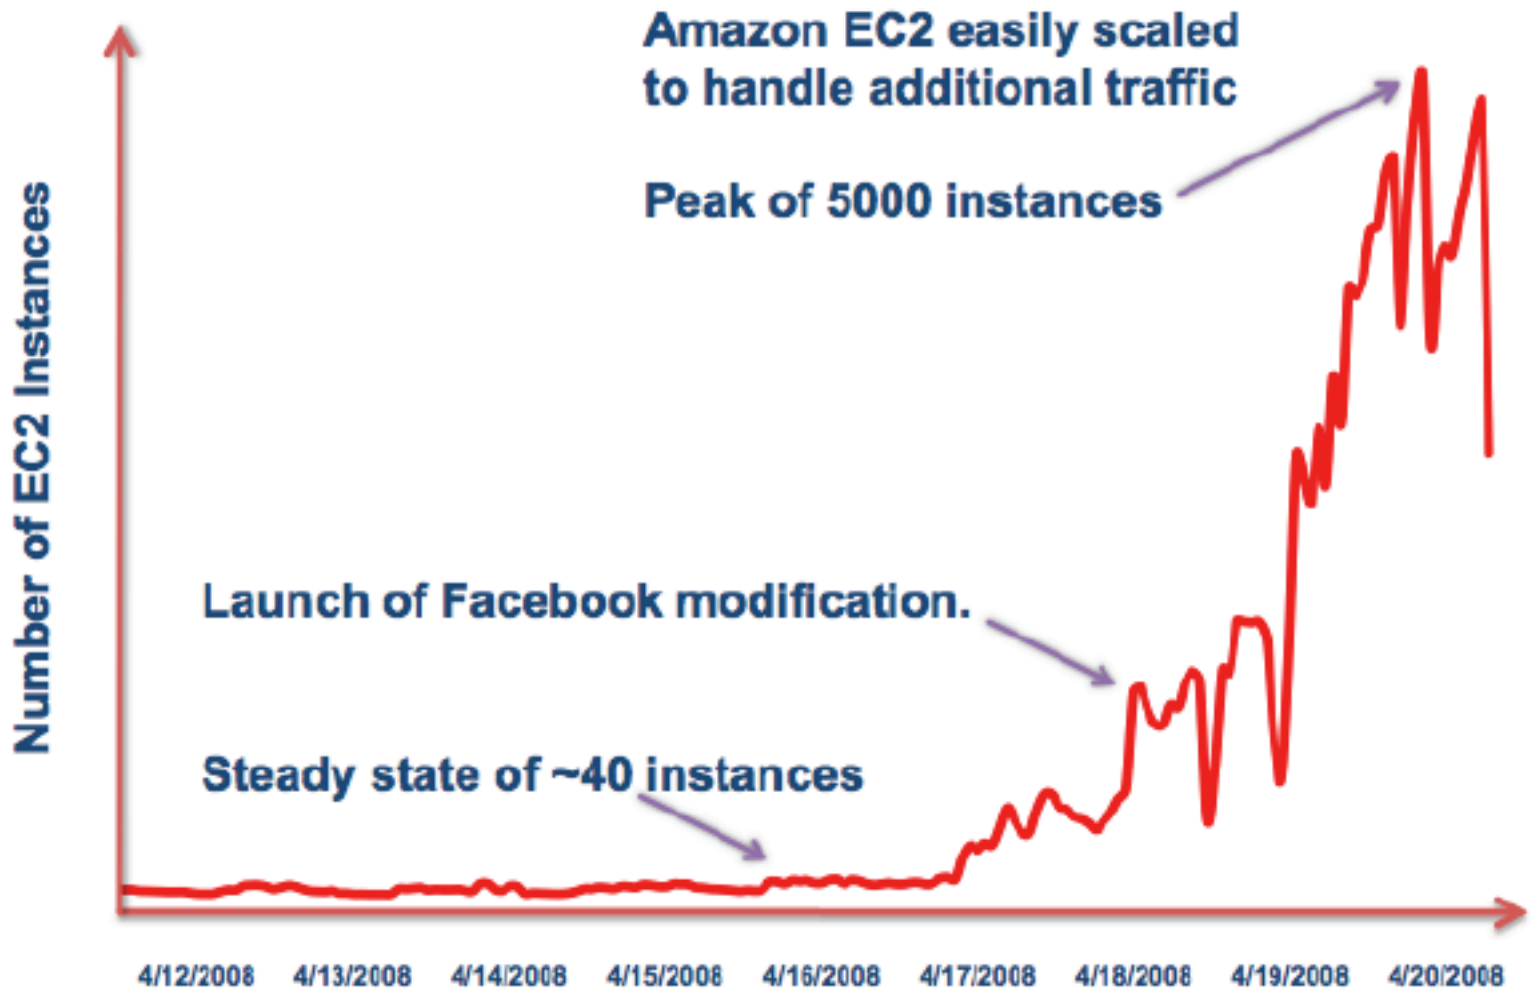 Amazon EC2 easily scaled
to handle additional traffic
Peak of 5000 instances
Number of EC2 Instances
Launch of Facebook modification.
Steady state of ~40 instances
4/12/2008 4/13/2008 4/14/2008 4/15/2008 4/16/2008 4/17/2008 4/18/2008 4/19/2008 4/20/2008